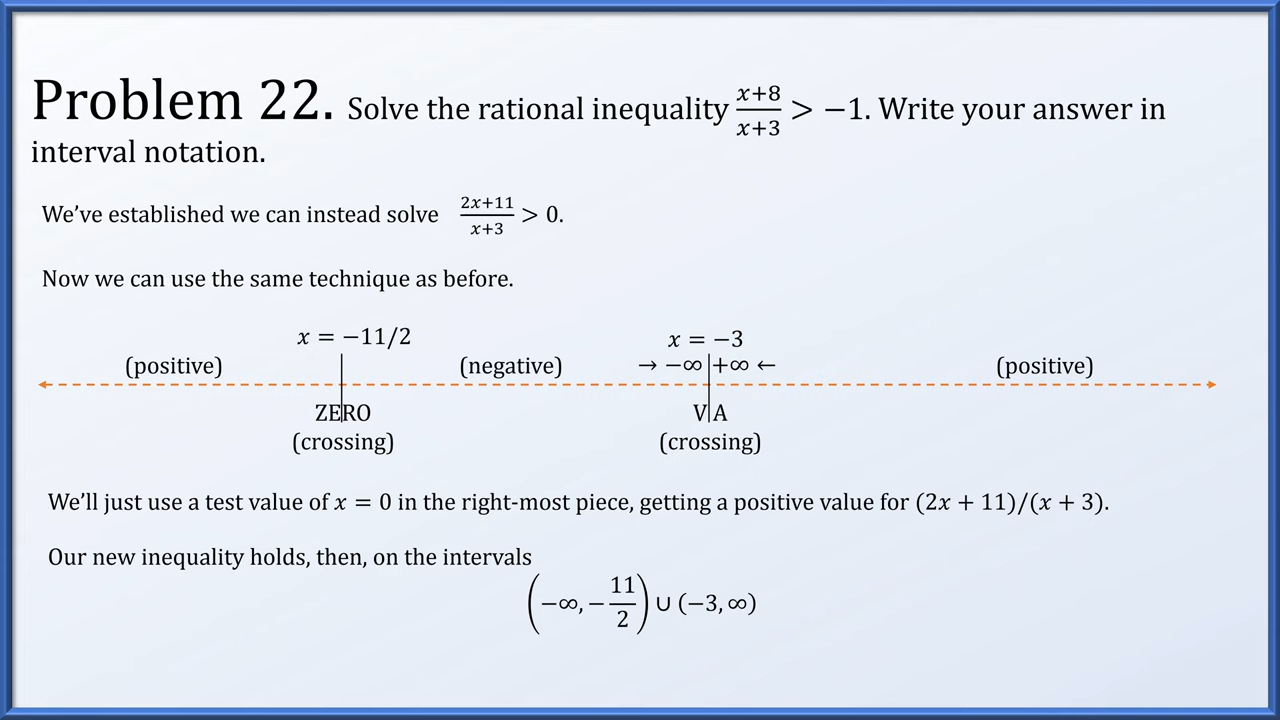 Problem 22. Solve the rational inequality \frac{x+8}{x+3} > −1. Write your answer in
interval notation.
We’ve established we can instead solve \frac{2x+11}{x+3} > 0.
Now we can use the same technique as before.
x = −11/2 x = −3
(positive) (negative) → −∞ +∞ ← (positive)
ZERO VA
(crossing) (crossing)
We’ll just use a test value of x = 0 in the right-most piece, getting a positive value for (2x + 11)/(x + 3).
Our new inequality holds, then, on the intervals
(−∞, −\frac{11}{2}) ∪ (−3, ∞)